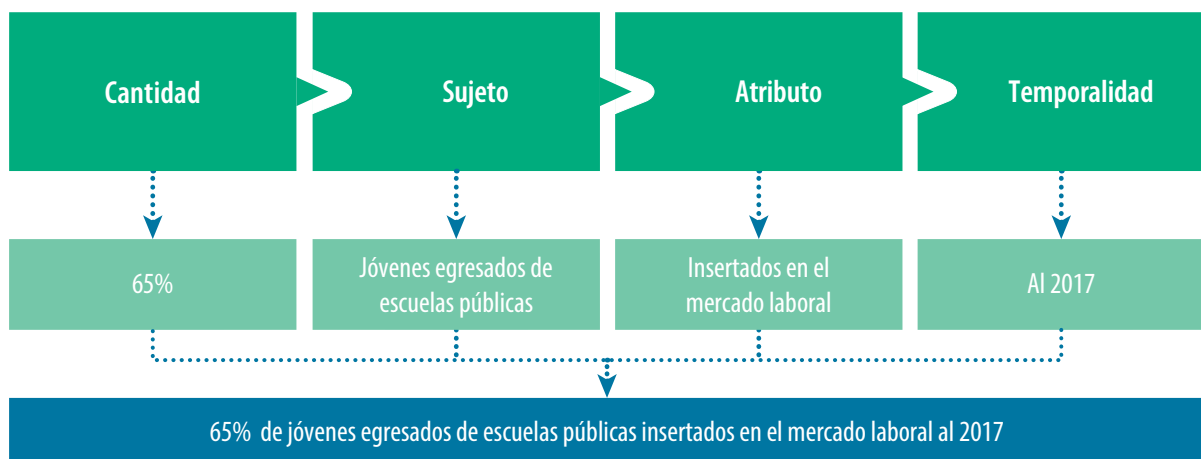 Cantidad
Sujeto
Atributo
Temporalidad
65%
Jóvenes egresados de
escuelas públicas
Insertados en el
mercado laboral
Al 2017
65% de jóvenes egresados de escuelas públicas insertados en el mercado laboral al 2017